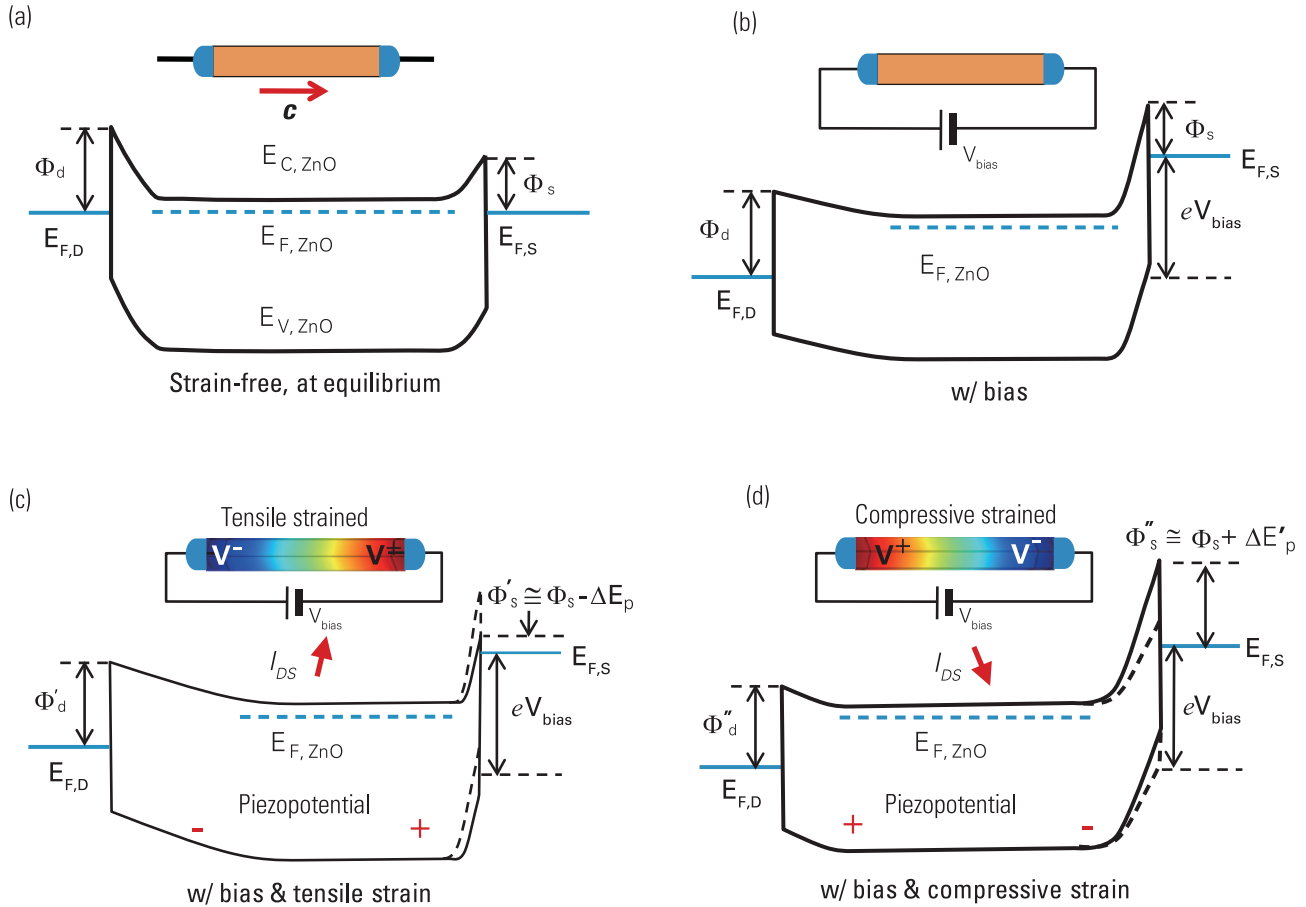 (a)
c
Φd
EC, ZnO
Φs
EF,D
EF, ZnO
EF,S
EV, ZnO
Strain-free, at equilibrium
(b)
Vbias
Φs
EF,S
Φd
eVbias
EF, ZnO
EF,D
w/ bias
(c)
Tensile strained
V-
V+
Vbias
Φ's ≅ Φs - ΔEp
IDS
EF,S
Φ'd
eVbias
EF, ZnO
EF,D
Piezopotential
-
+
w/ bias & tensile strain
(d)
Compressive strained
V+
V-
Φ''s ≅ Φs + ΔE'p
Vbias
IDS
EF,S
Φ''d
eVbias
EF, ZnO
EF,D
Piezopotential
+
-
w/ bias & compressive strain